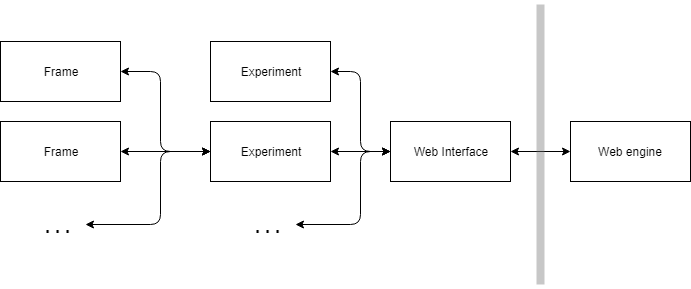 Frame
Experiment
Frame
Experiment
Web Interface
Web engine
...
...